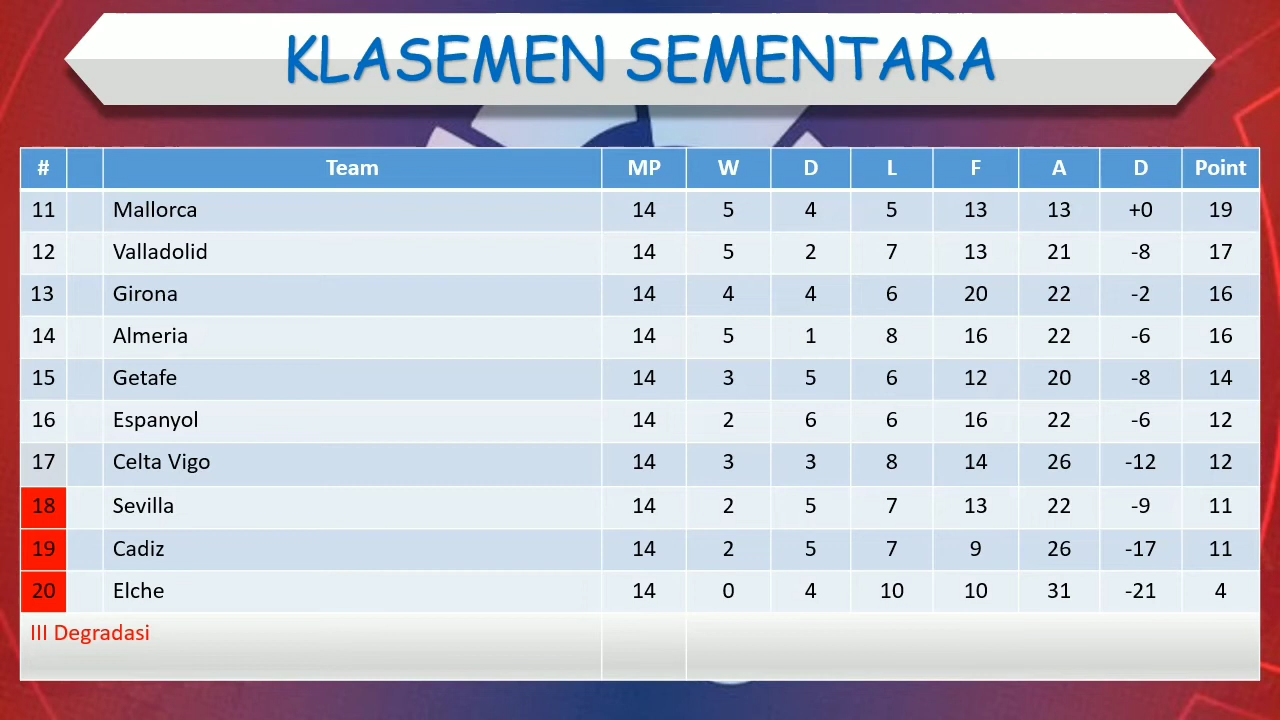 KLASEMEN SEMENTARA
# Team MP W D L F A D Point
11 Mallorca 14 5 4 5 13 13 +0 19
12 Valladolid 14 5 2 7 13 21 -8 17
13 Girona 14 4 4 6 20 22 -2 16
14 Almeria 14 5 1 8 16 22 -6 16
15 Getafe 14 3 5 6 12 20 -8 14
16 Espanyol 14 2 6 6 16 22 -6 12
17 Celta Vigo 14 3 3 8 14 26 -12 12
18 Sevilla 14 2 5 7 13 22 -9 11
19 Cadiz 14 2 5 7 9 26 -17 11
20 Elche 14 0 4 10 10 31 -21 4
III Degradasi